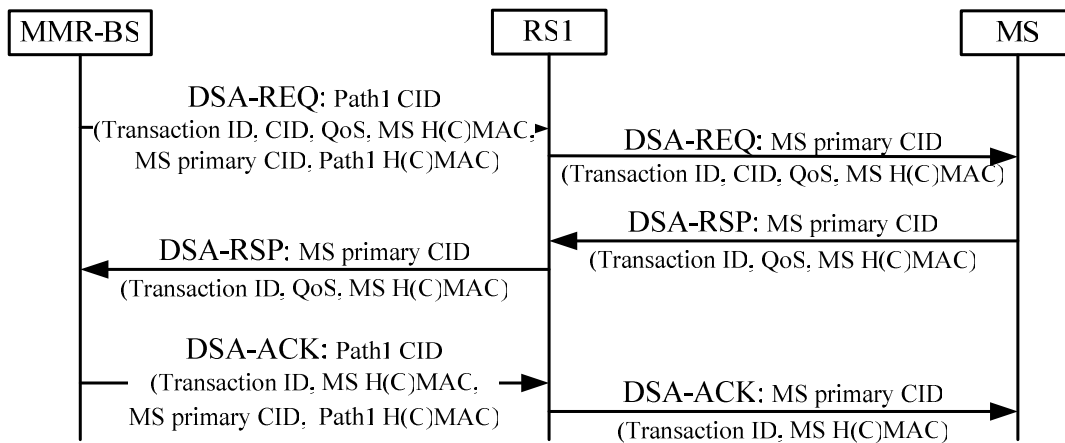 MMR-BS
RS1
MS
DSA-REQ: Path1 CID
(Transaction ID, CID, QoS, MS H(C)MAC,
MS primary CID, Path1 H(C)MAC)
DSA-REQ: MS primary CID
(Transaction ID, CID, QoS, MS H(C)MAC)
DSA-RSP: MS primary CID
(Transaction ID, QoS, MS H(C)MAC)
DSA-RSP: MS primary CID
(Transaction ID, QoS, MS H(C)MAC)
DSA-ACK: Path1 CID
(Transaction ID, MS H(C)MAC,
MS primary CID, Path1 H(C)MAC)
DSA-ACK: MS primary CID
(Transaction ID, MS H(C)MAC)